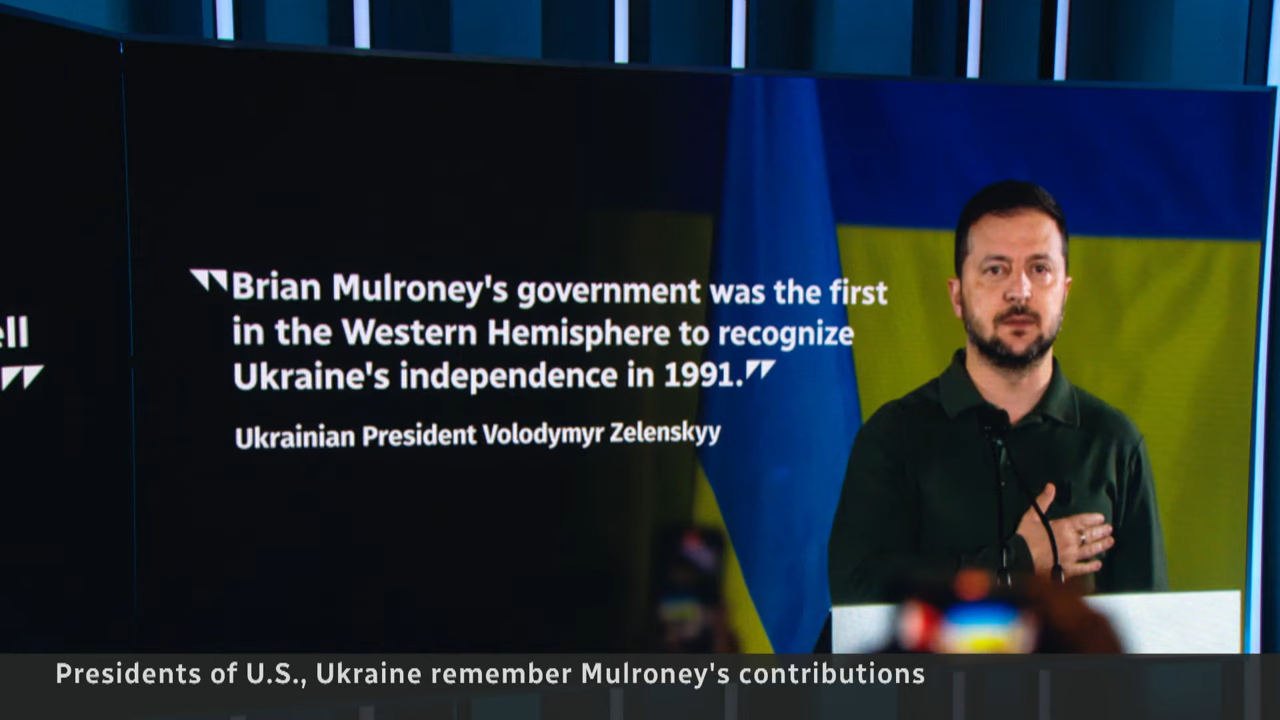 ell
”
"Brian Mulroney's government was the first
in the Western Hemisphere to recognize
Ukraine's independence in 1991."
Ukrainian President Volodymyr Zelenskyy
Presidents of U.S., Ukraine remember Mulroney's contributions